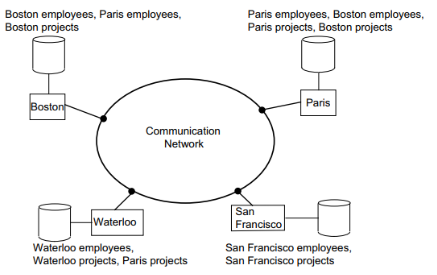 Boston employees, Paris employees,
Boston projects
Paris employees, Boston employees,
Paris projects, Boston projects
Boston
Paris
Communication
Network
Waterloo
San
Francisco
Waterloo employees,
Waterloo projects, Paris projects
San Francisco employees,
San Francisco projects